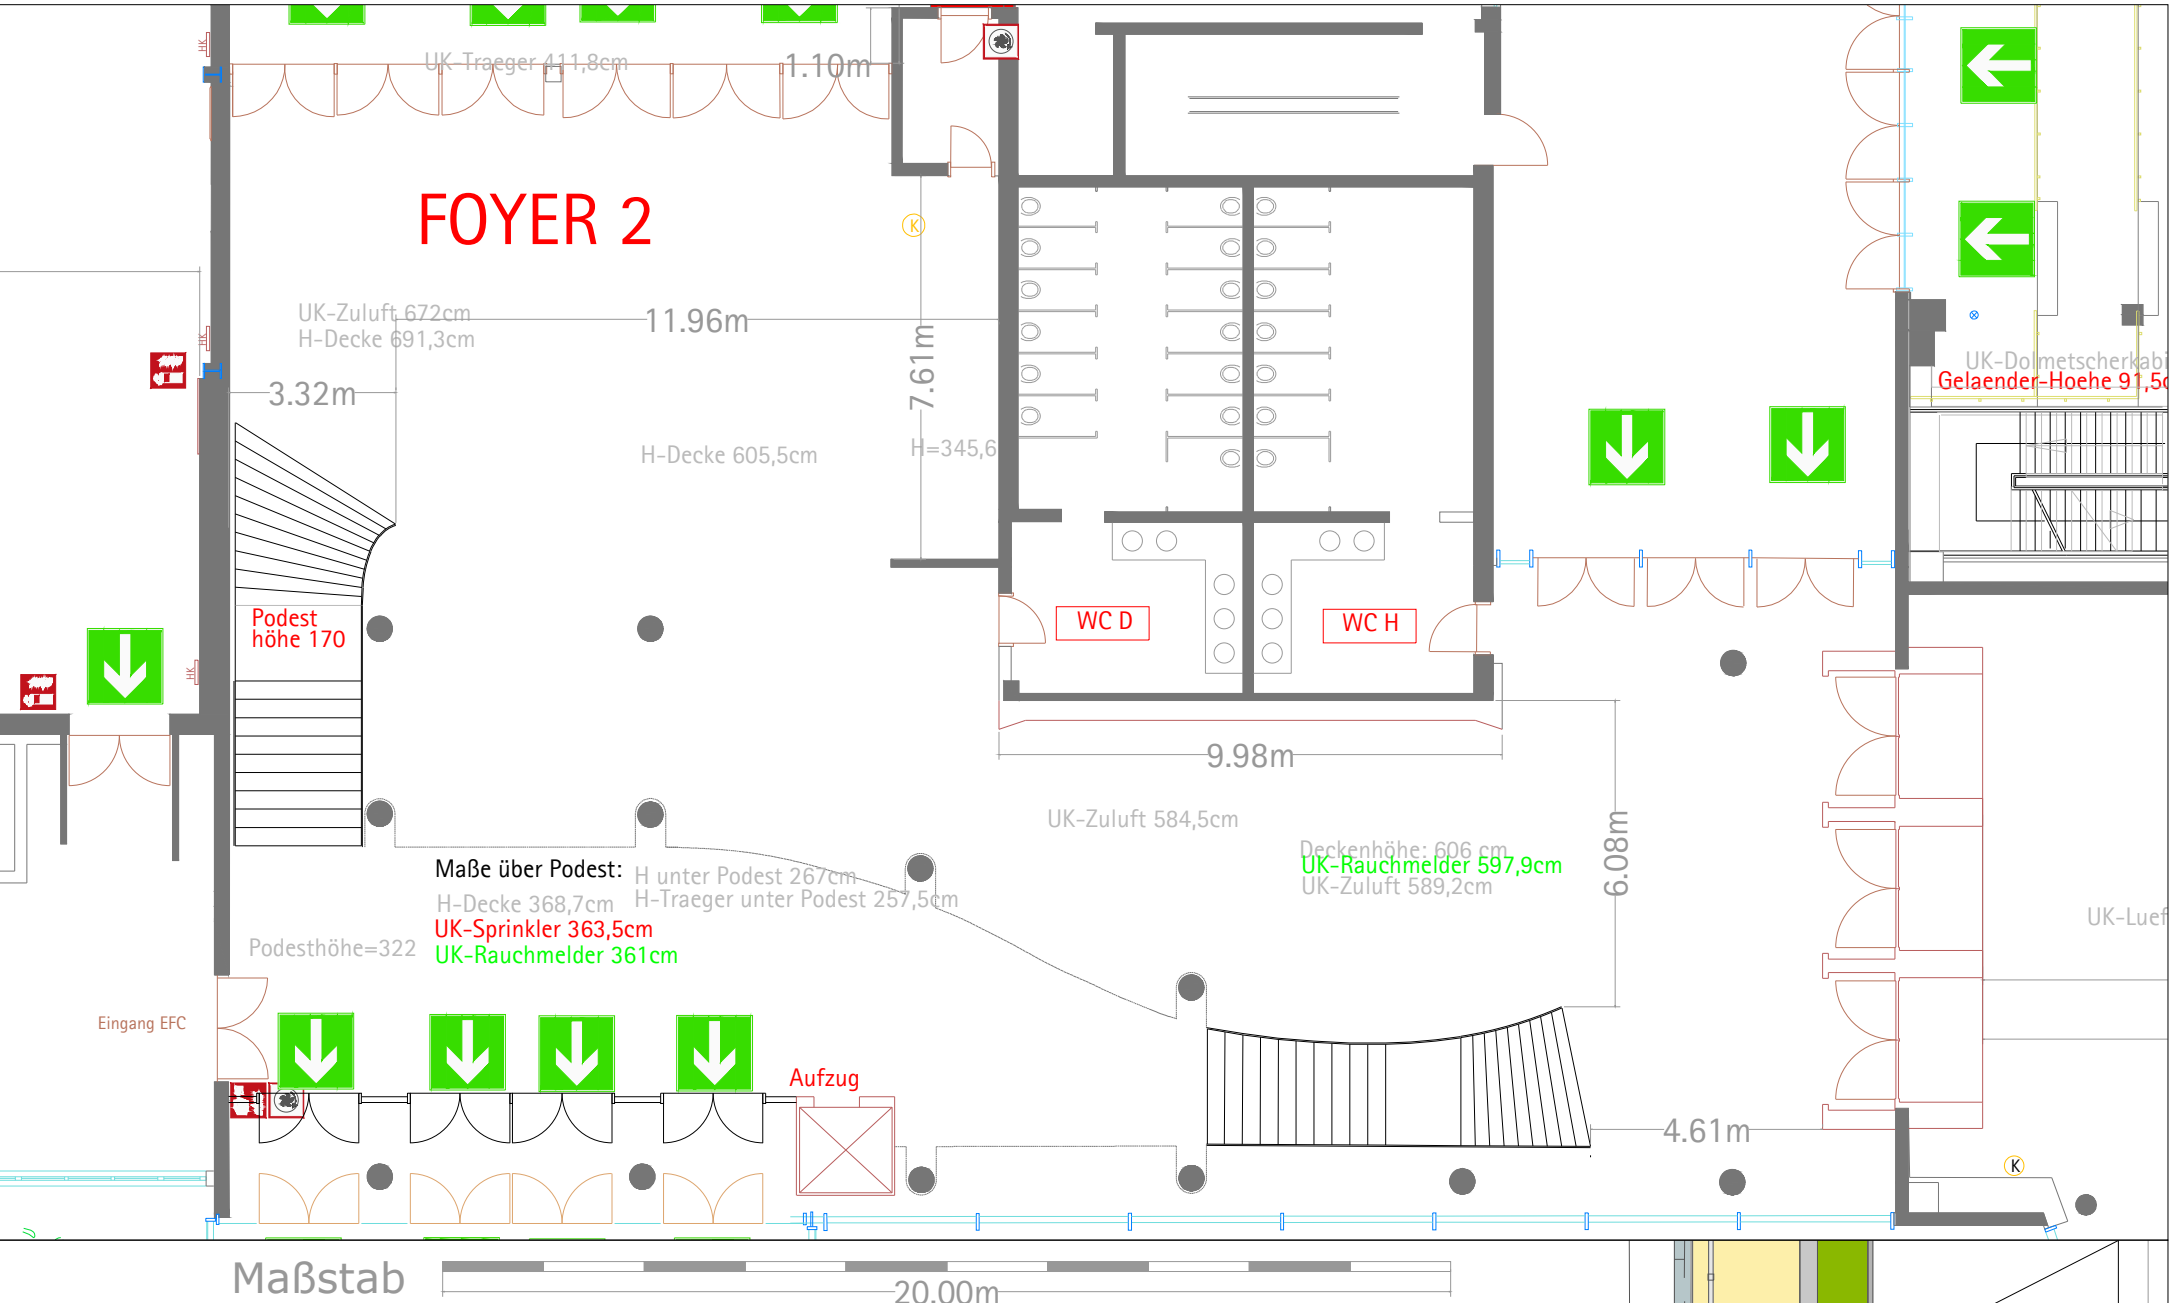 UK-Traeger 411,8cm
1.10m
HK
FOYER 2
K
UK-Zuluft 672cm
H-Decke 691,3cm
11.96m
HK
7.61m
3.32m
UK-Dolmetscherkabi
Gelaender-Hoehe 91,5c
H-Decke 605,5cm
H=345,6
Podest
höhe 170
WC D
WC H
HK
9.98m
UK-Zuluft 584,5cm
6.08m
Deckenhöhe: 606 cm
UK-Rauchmelder 597,9cm
UK-Zuluft 589,2cm
Maße über Podest:
H unter Podest 267cm
H-Decke 368,7cm
H-Traeger unter Podest 257,5cm
UK-Sprinkler 363,5cm
UK-Rauchmelder 361cm
Podesthöhe=322
UK-Luef
Eingang EFC
Aufzug
4.61m
K
Maßstab
20.00m